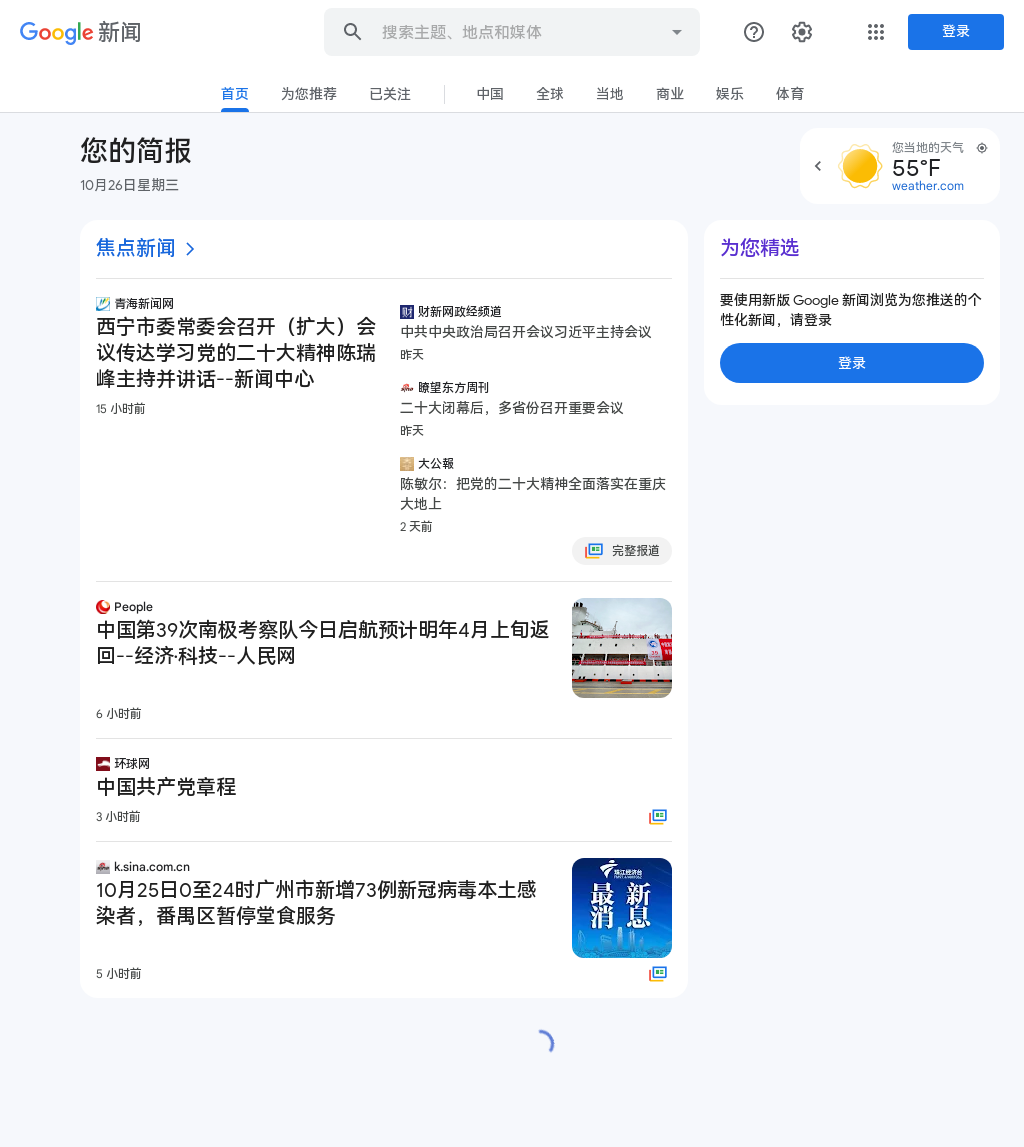 Google 新闻
搜索主题、地点和媒体
登录
首页
为您推荐
已关注
中国
全球
当地
商业
娱乐
体育
您的简报
10月26日星期三
您当地的天气
55°F
weather.com
焦点新闻
青海新闻网
西宁市委常委会召开（扩大）会
议传达学习党的二十大精神陈瑞
峰主持并讲话--新闻中心
15 小时前
财新网政经频道
中共中央政治局召开会议习近平主持会议
昨天
瞭望东方周刊
二十大闭幕后，多省份召开重要会议
昨天
大公報
陈敏尔：把党的二十大精神全面落实在重庆
大地上
2 天前
完整报道
People
中国第39次南极考察队今日启航预计明年4月上旬返
回--经济·科技--人民网
6 小时前
环球网
中国共产党章程
3 小时前
k.sina.com.cn
10月25日0至24时广州市新增73例新冠病毒本土感
染者，番禺区暂停堂食服务
珠江经济台
最新
消息
5 小时前
为您精选
要使用新版 Google 新闻浏览为您推送的个
性化新闻，请登录
登录